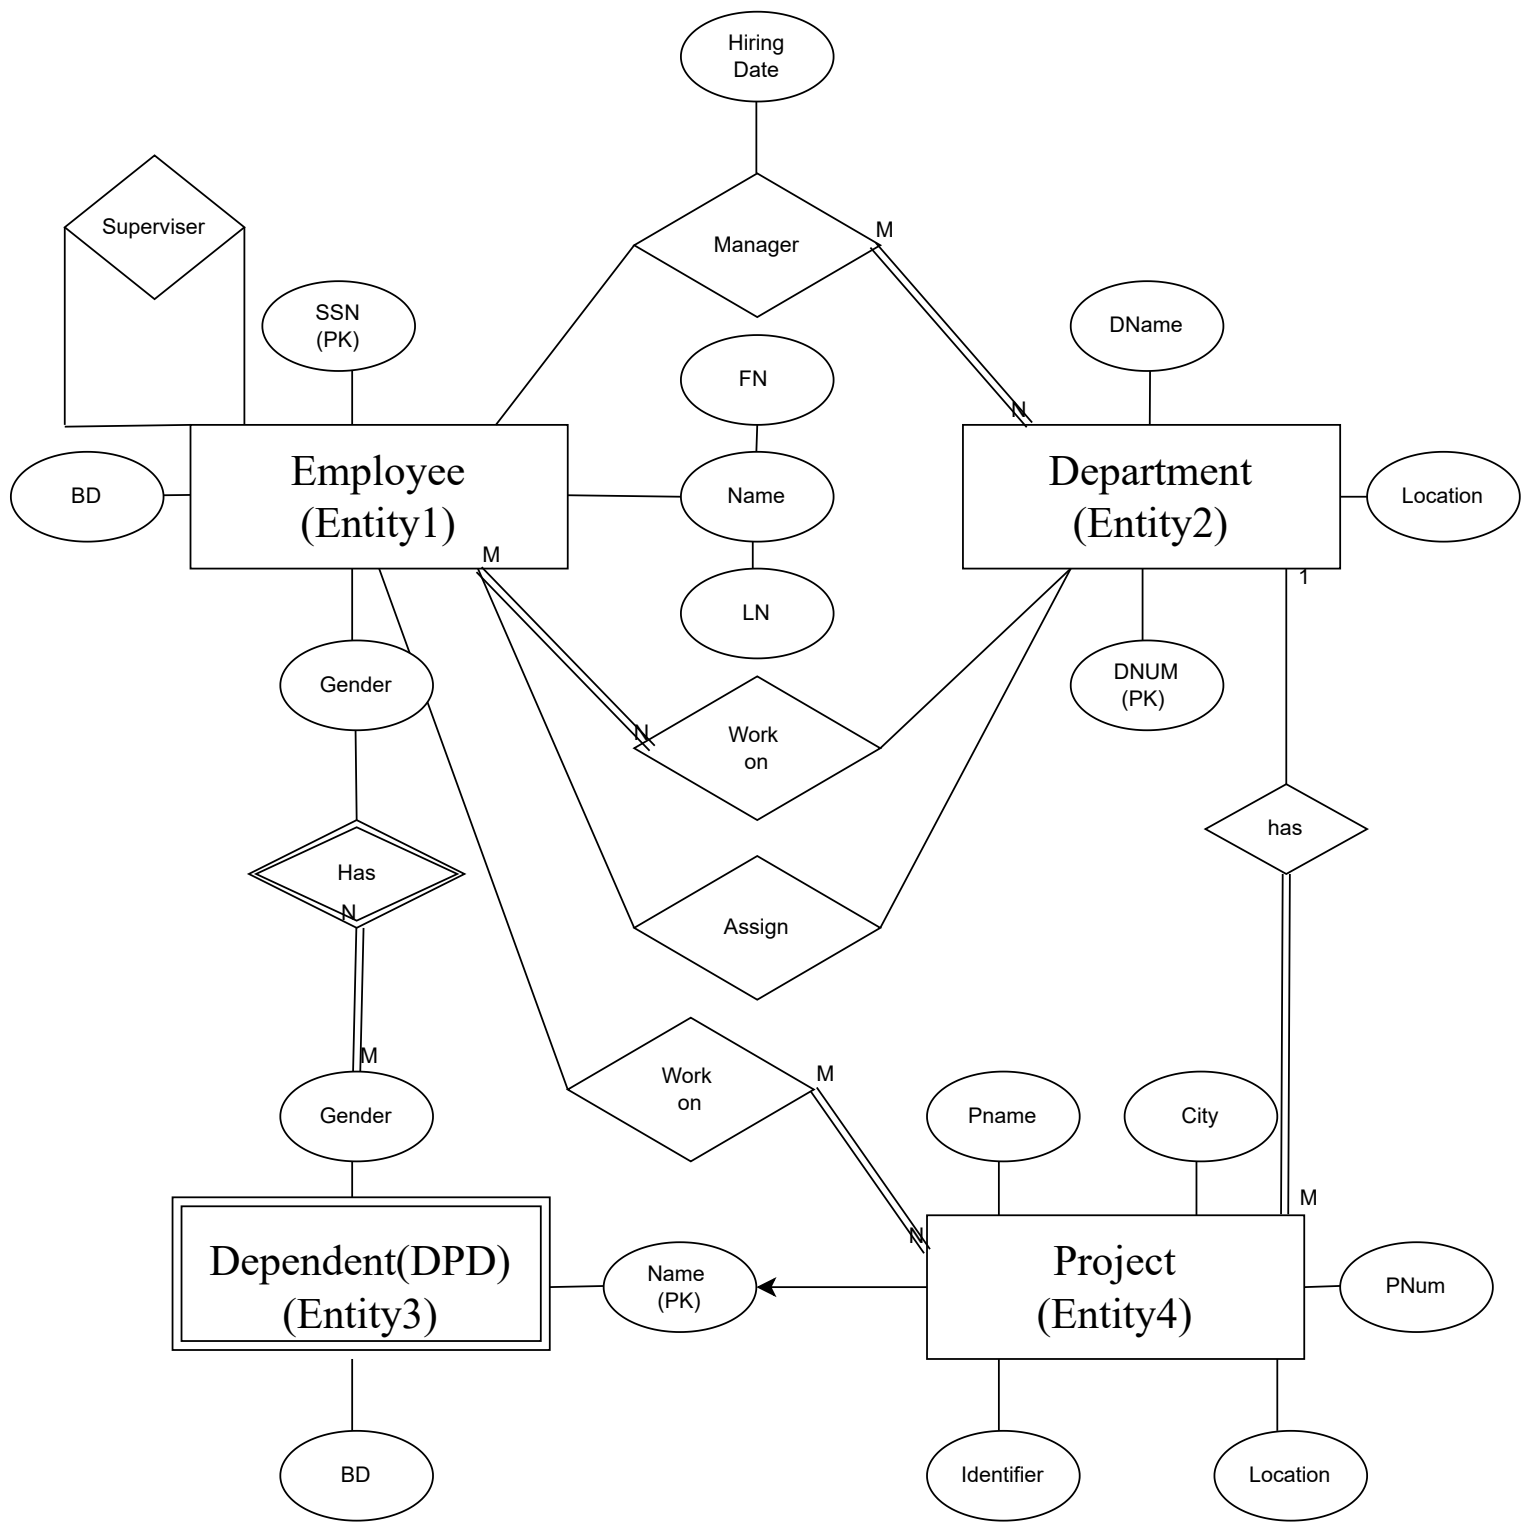 Hiring
Date
Superviser
Manager
M
SSN
(PK)
FN
DName
N
Employee
(Entity1)
BD
Name
Department
(Entity2)
Location
M
1
LN
Gender
DNUM
(PK)
N
Work
on
has
Has
N
Assign
M
Work
on
M
Gender
Pname
City
M
N
Dependent(DPD)
(Entity3)
Name
(PK)
Project
(Entity4)
PNum
BD
Identifier
Location